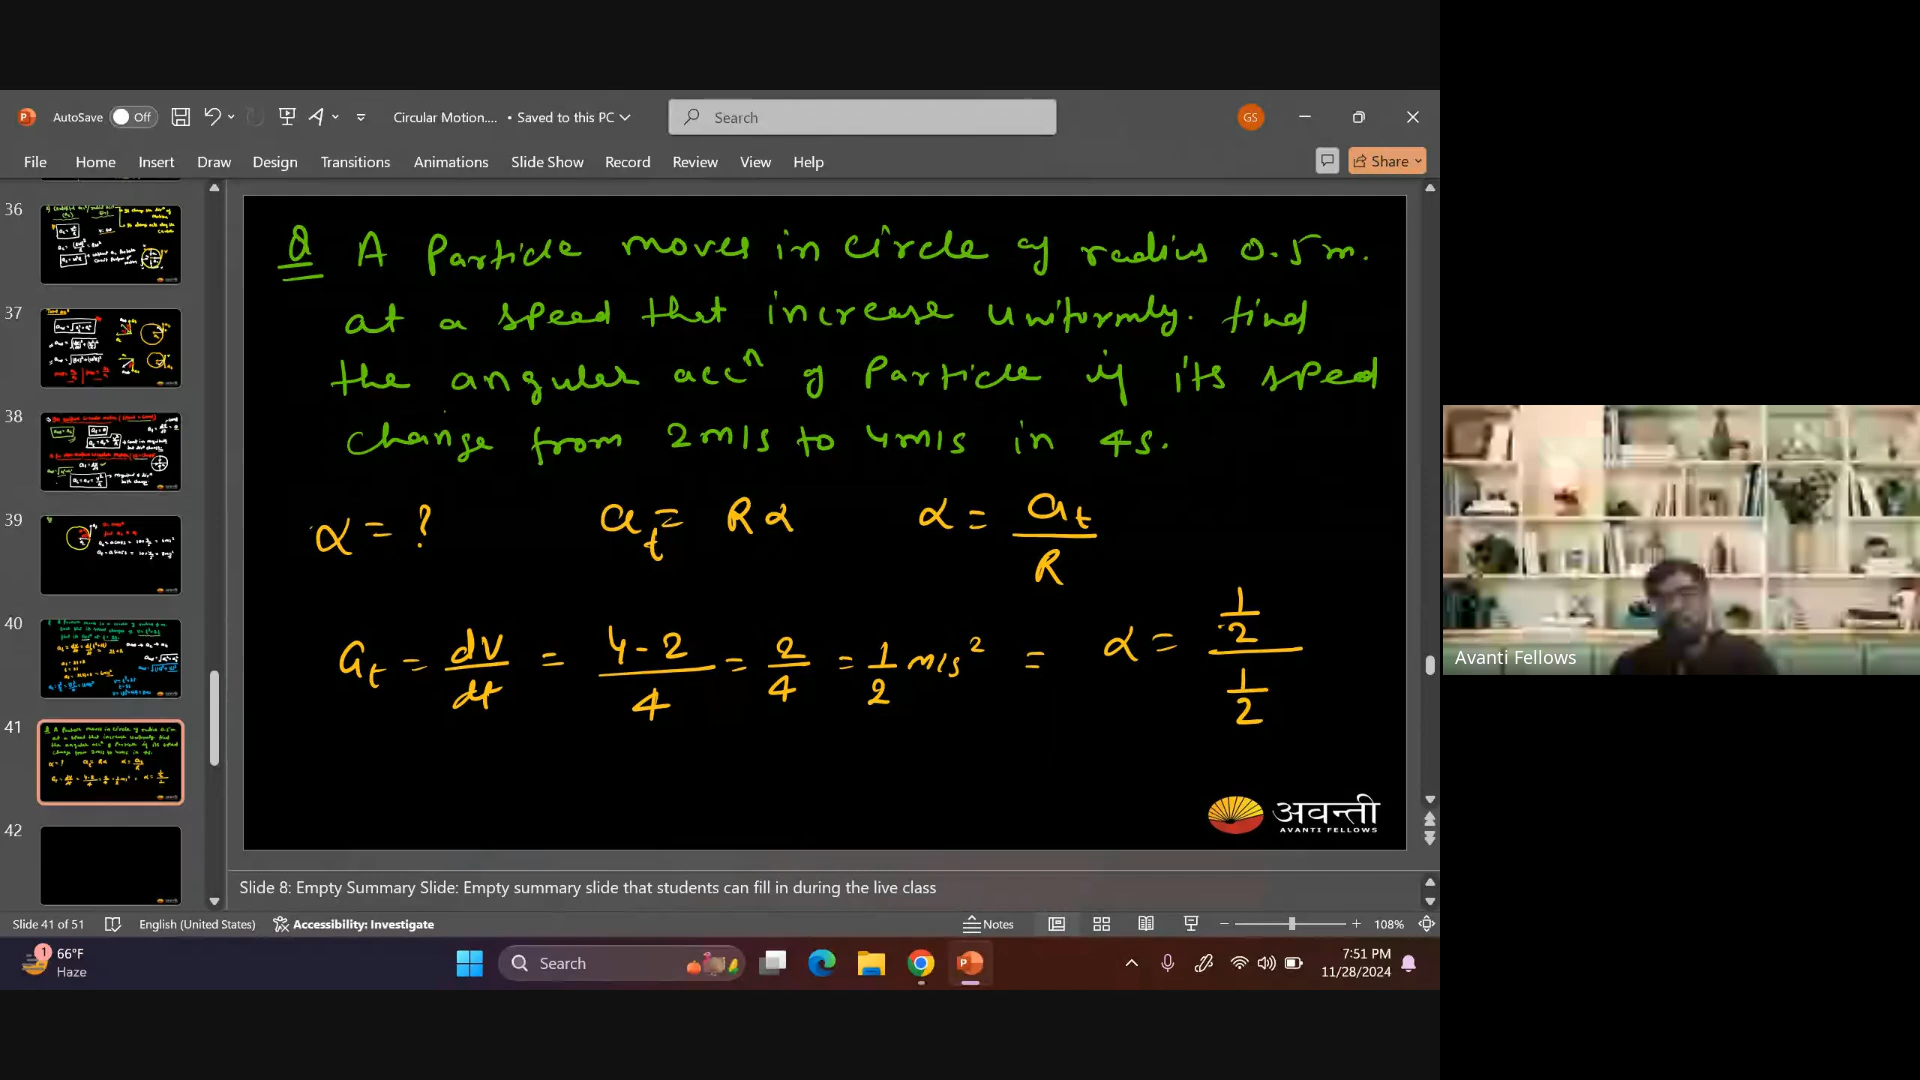 AutoSave Off Circular Motion.... • Saved to this PC Search GS
File Home Insert Draw Design Transitions Animations Slide Show Record Review View Help Share
36
37
38
39
40
41
42
Q A Particle moves in circle of radius 0.5m.
at a speed that increase uniformly. find
the angular accⁿ of Particle if its speed
change from 2m/s to 4m/s in 4s.
α = ? a_t = Rα α = a_t / R
a_t = dv/dt = 4-2/4 = 2/4 = 1/2 m/s² = α = 1/2 / 1/2
अवन्ती
AVANTI FELLOWS
Avanti Fellows
Slide 8: Empty Summary Slide: Empty summary slide that students can fill in during the live class
Slide 41 of 51 English (United States) Accessibility: Investigate Notes 108%
1 66°F
Haze
Search
7:51 PM
11/28/2024